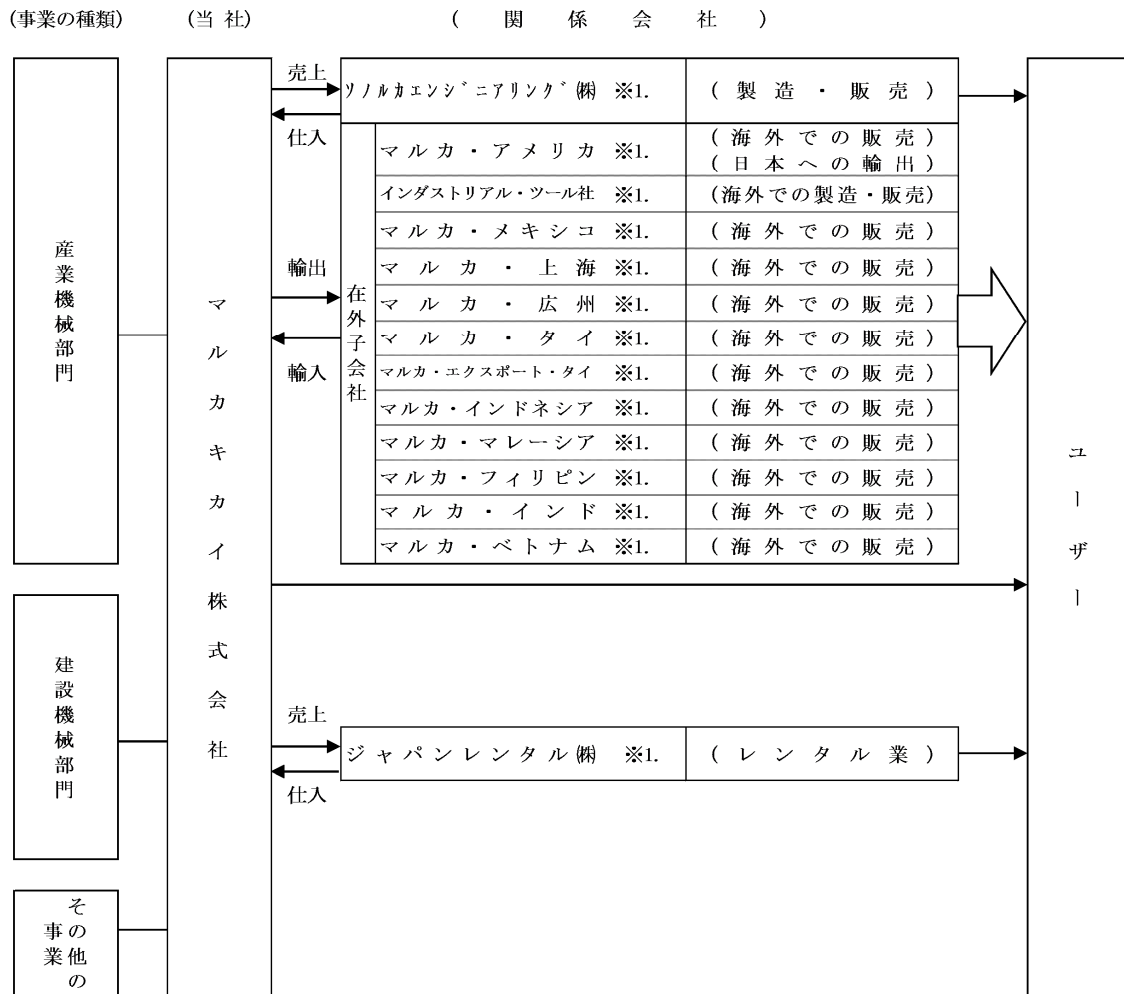 (事業の種類) (当 社) ( 関 係 会 社 )
売上
ソノルカエンジニアリング㈱ ※1. ( 製 造 ・ 販 売 )
仕入
マルカ・アメリカ ※1. ( 海 外 で の 販 売 )
( 日 本 へ の 輸 出 )
インダストリアル・ツール社 ※1. (海外での製造・販売)
マルカ・メキシコ ※1. ( 海 外 で の 販 売 )
マルカ・上海 ※1. ( 海 外 で の 販 売 )
マルカ・広州 ※1. ( 海 外 で の 販 売 )
マルカ・タイ ※1. ( 海 外 で の 販 売 )
マルカ・エクスポート・タイ ※1. ( 海 外 で の 販 売 )
マルカ・インドネシア ※1. ( 海 外 で の 販 売 )
マルカ・マレーシア ※1. ( 海 外 で の 販 売 )
マルカ・フィリピン ※1. ( 海 外 で の 販 売 )
マルカ・インド ※1. ( 海 外 で の 販 売 )
マルカ・ベトナム ※1. ( 海 外 で の 販 売 )
輸出
輸入
在外子会社
産業機械部門
マルカキカイ株式会社
ユーザー
建設機械部門
売上
ジャパンレンタル㈱ ※1. ( レ ン タ ル 業 )
仕入
その他の
事業